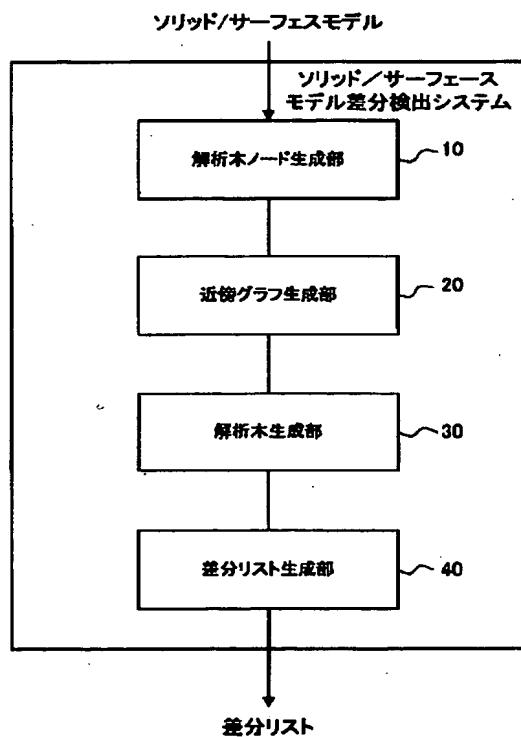 ソリッド/サーフェスモデル
ソリッド／サーフェース
モデル差分検出システム
解析木ノード生成部
10
近傍グラフ生成部
20
解析木生成部
30
差分リスト生成部
40
差分リスト